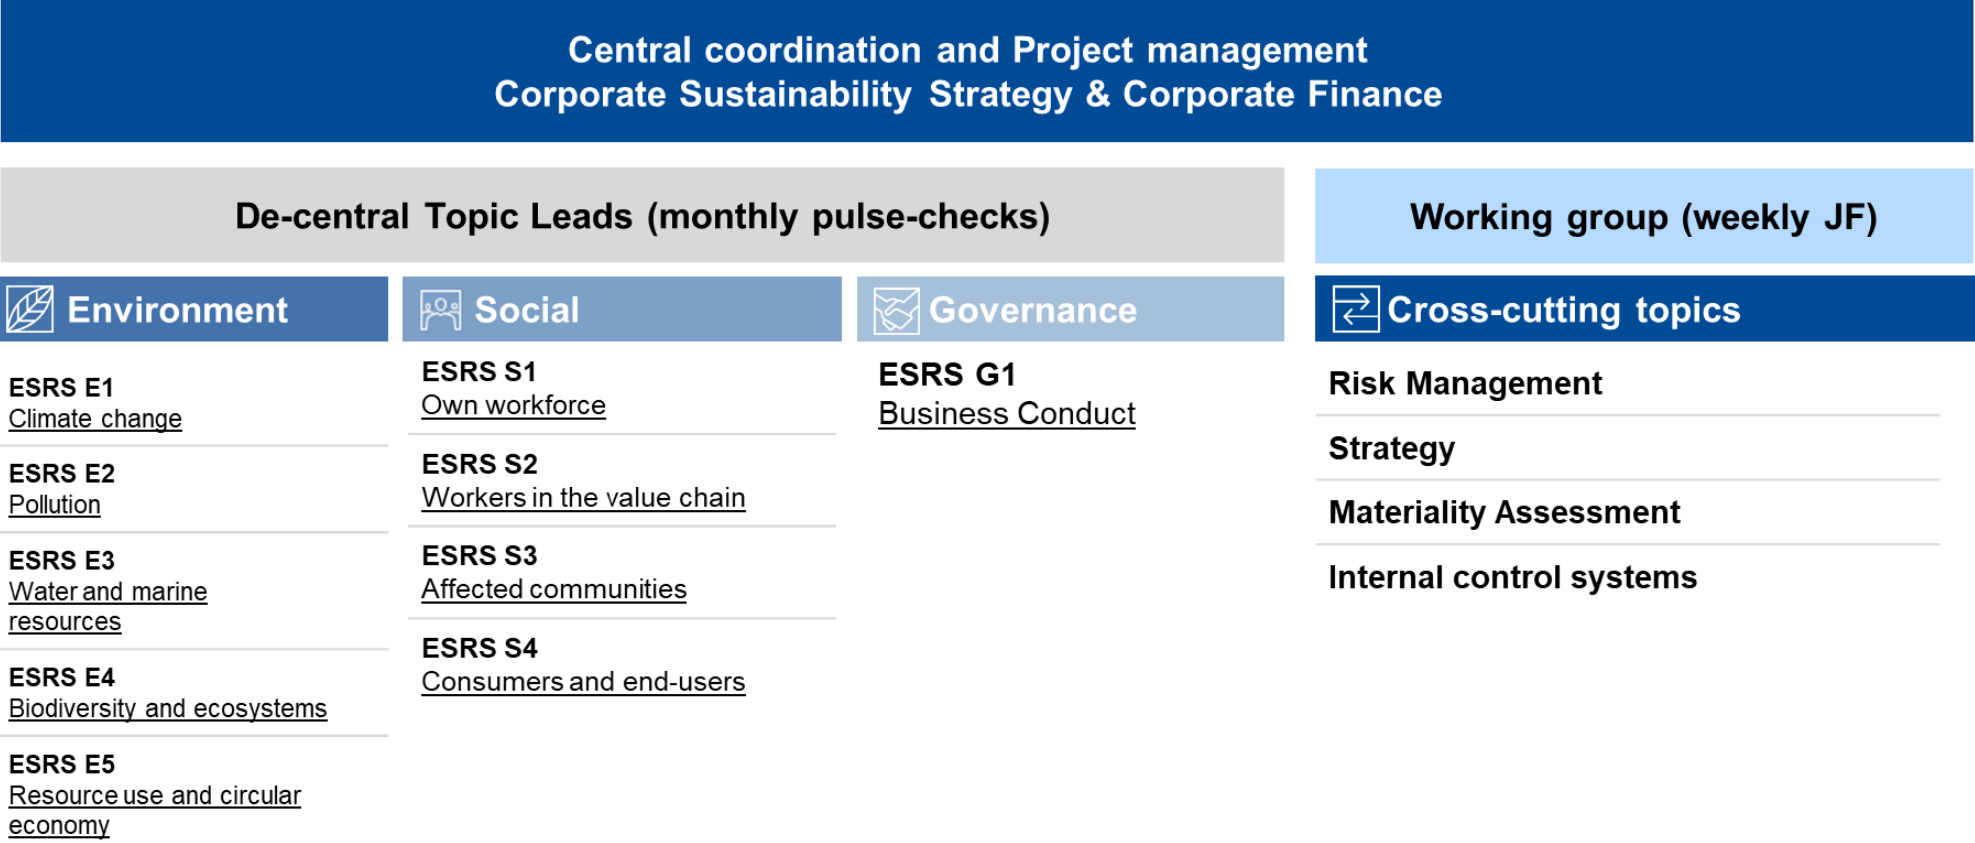 Central coordination and Project management
Corporate Sustainability Strategy & Corporate Finance
De-central Topic Leads (monthly pulse-checks)
Working group (weekly JF)
Environment
ESRS E1
Climate change
ESRS E2
Pollution
ESRS E3
Water and marine
resources
ESRS E4
Biodiversity and ecosystems
ESRS E5
Resource use and circular
economy
Social
ESRS S1
Own workforce
ESRS S2
Workers in the value chain
ESRS S3
Affected communities
ESRS S4
Consumers and end-users
Governance
ESRS G1
Business Conduct
Cross-cutting topics
Risk Management
Strategy
Materiality Assessment
Internal control systems